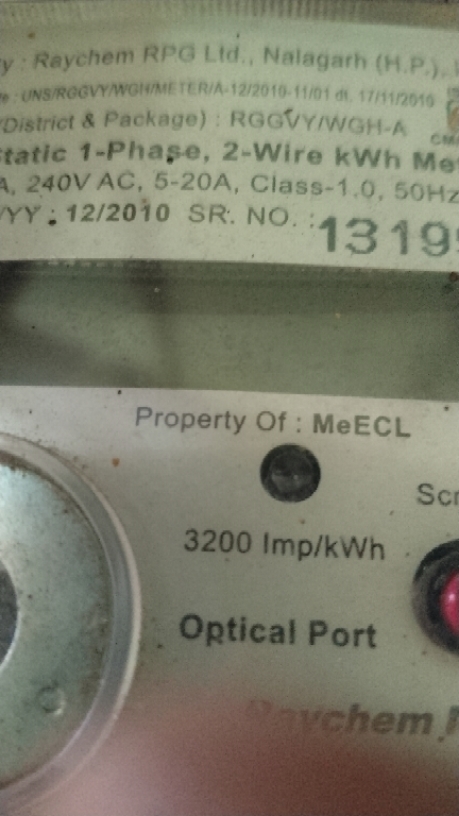 y : Raychem RPG Ltd., Nalagarh (H.P.),
e : UNS/RGGVY/WGH/METER/A-12/2010-11/01 dt. 17/11/2010
/District & Package) : RGGVY/WGH-A
Static 1-Phase, 2-Wire kWh Me
A, 240V AC, 5-20A, Class-1.0, 50Hz
/YY : 12/2010 SR. NO. : 1319
Property Of : MeECL
Scr
3200 Imp/kWh
Optical Port
Raychem